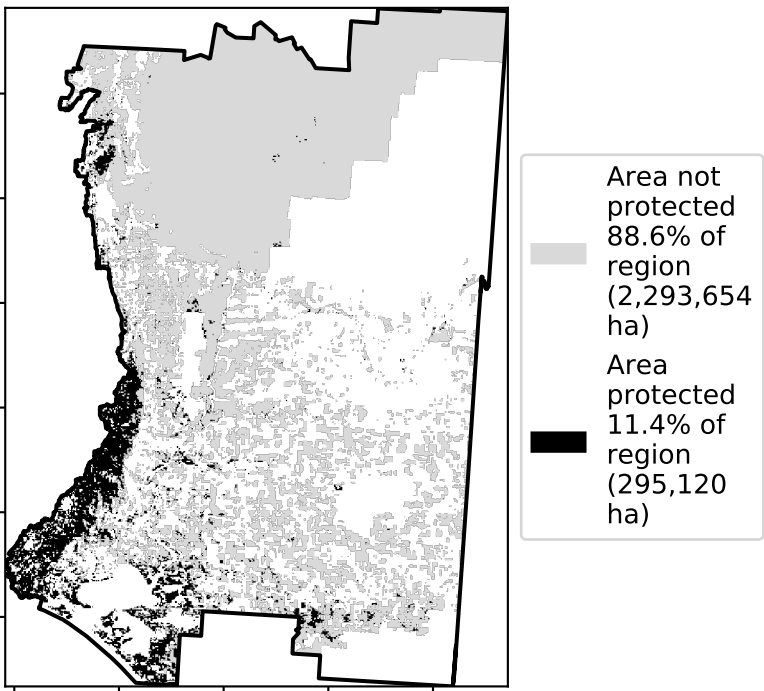 Area not
protected
88.6% of
region
(2,293,654
ha)
Area
protected
11.4% of
region
(295,120
ha)